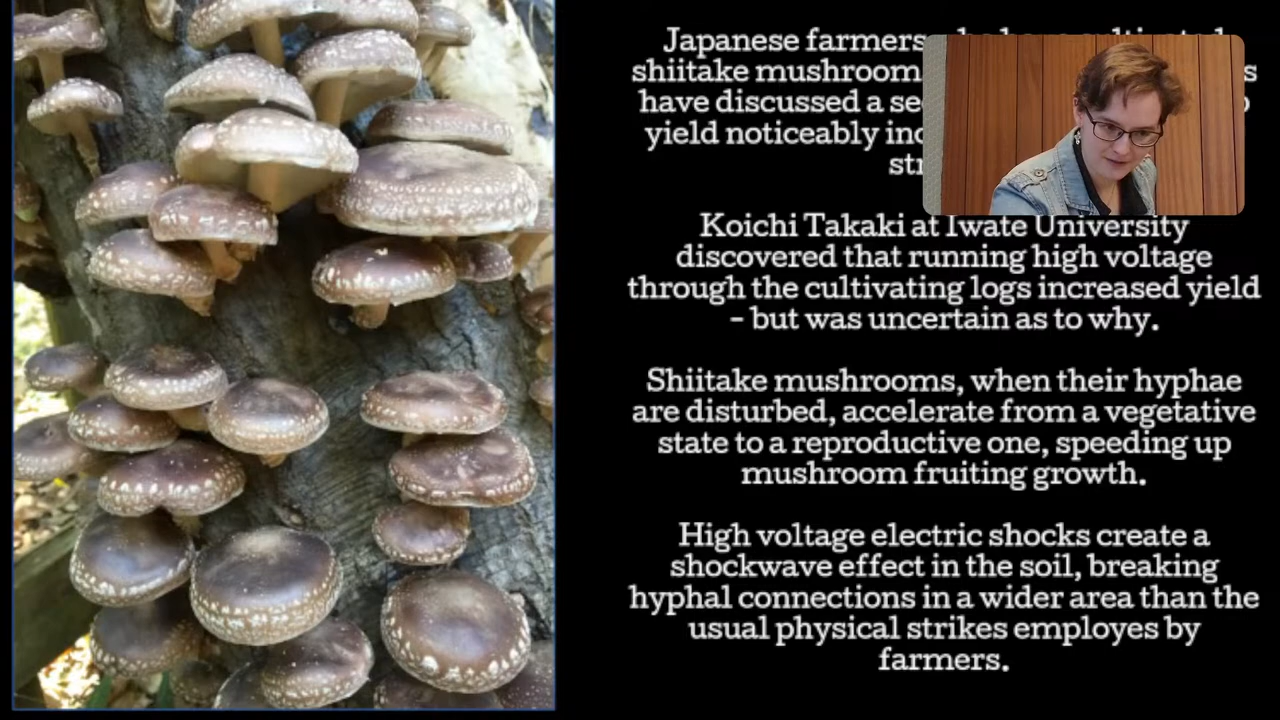 Japanese farmers
shiitake mushroom
have discussed a
yield noticeably
Koichi Takaki at Iwate University
discovered that running high voltage
through the cultivating logs increased yield
- but was uncertain as to why.
Shiitake mushrooms, when their hyphae
are disturbed, accelerate from a vegetative
state to a reproductive one, speeding up
mushroom fruiting growth.
High voltage electric shocks create a
shockwave effect in the soil, breaking
hyphal connections in a wider area than the
usual physical strikes employes by
farmers.